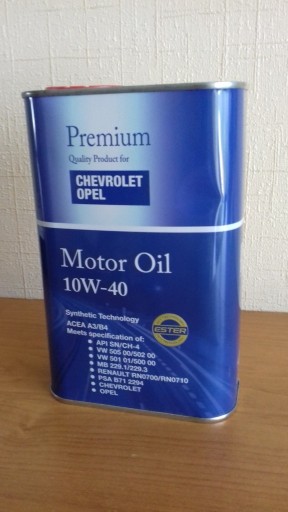 Premium
Quality Product for
CHEVROLET
OPEL
Motor Oil
10W-40
Synthetic Technology
ACEA A3/B4
Meets specification of:
• API SN/CH-4
• VW 505 00/502 00
• VW 501 01/500 00
• MB 229.1/229.3
• RENAULT RN0700/RN0710
• PSA B71 2294
• CHEVROLET
• OPEL
ESTER